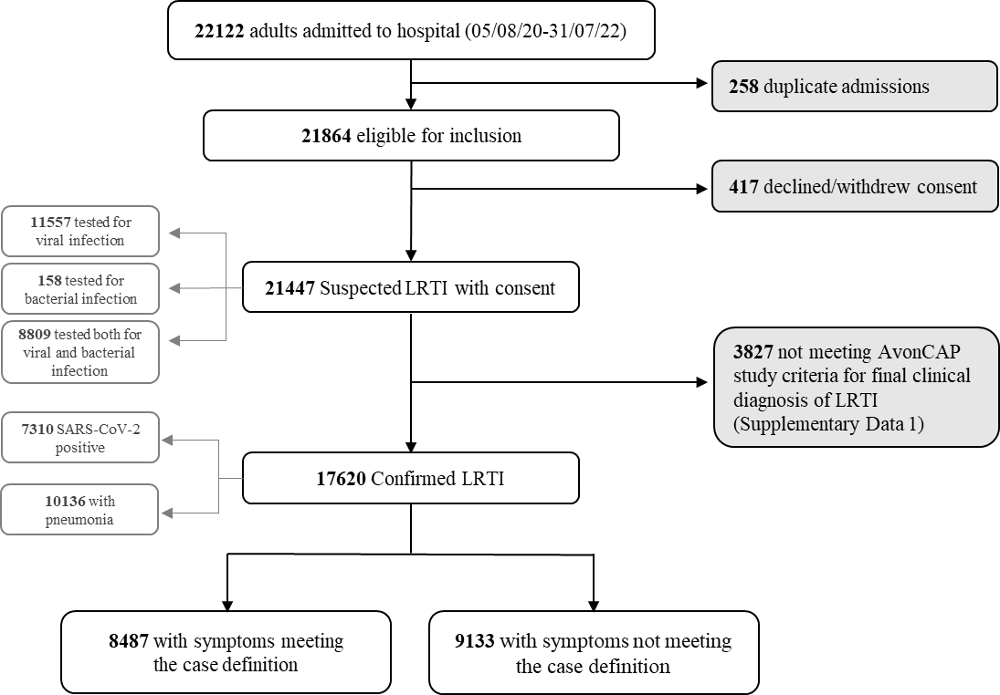 22122 adults admitted to hospital (05/08/20-31/07/22)
258 duplicate admissions
21864 eligible for inclusion
417 declined/withdrew consent
11557 tested for
viral infection
158 tested for
bacterial infection
8809 tested both for
viral and bacterial
infection
21447 Suspected LRTI with consent
3827 not meeting AvonCAP
study criteria for final clinical
diagnosis of LRTI
(Supplementary Data 1)
7310 SARS-CoV-2
positive
10136 with
pneumonia
17620 Confirmed LRTI
8487 with symptoms meeting
the case definition
9133 with symptoms not meeting
the case definition